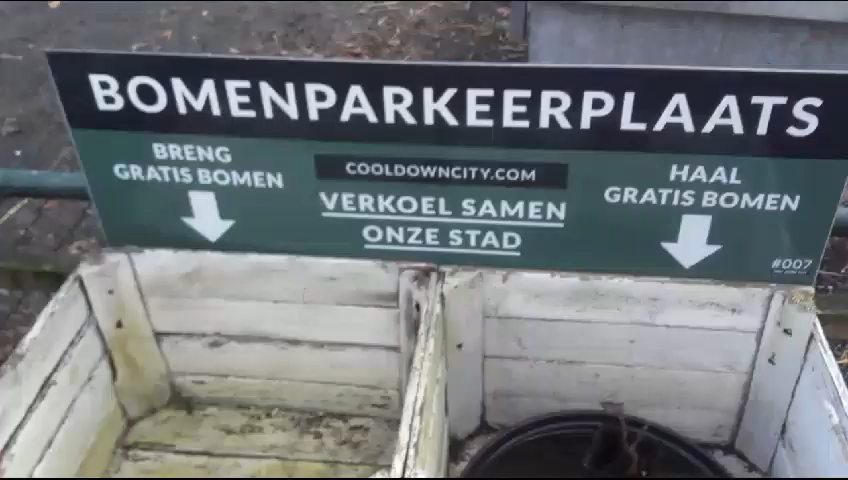 BOMENPARKEERPLAATS
BRENG
GRATIS BOMEN
COOLDOWNCITY.COM
VERKOEL SAMEN
ONZE STAD
HAAL
GRATIS BOMEN
#007